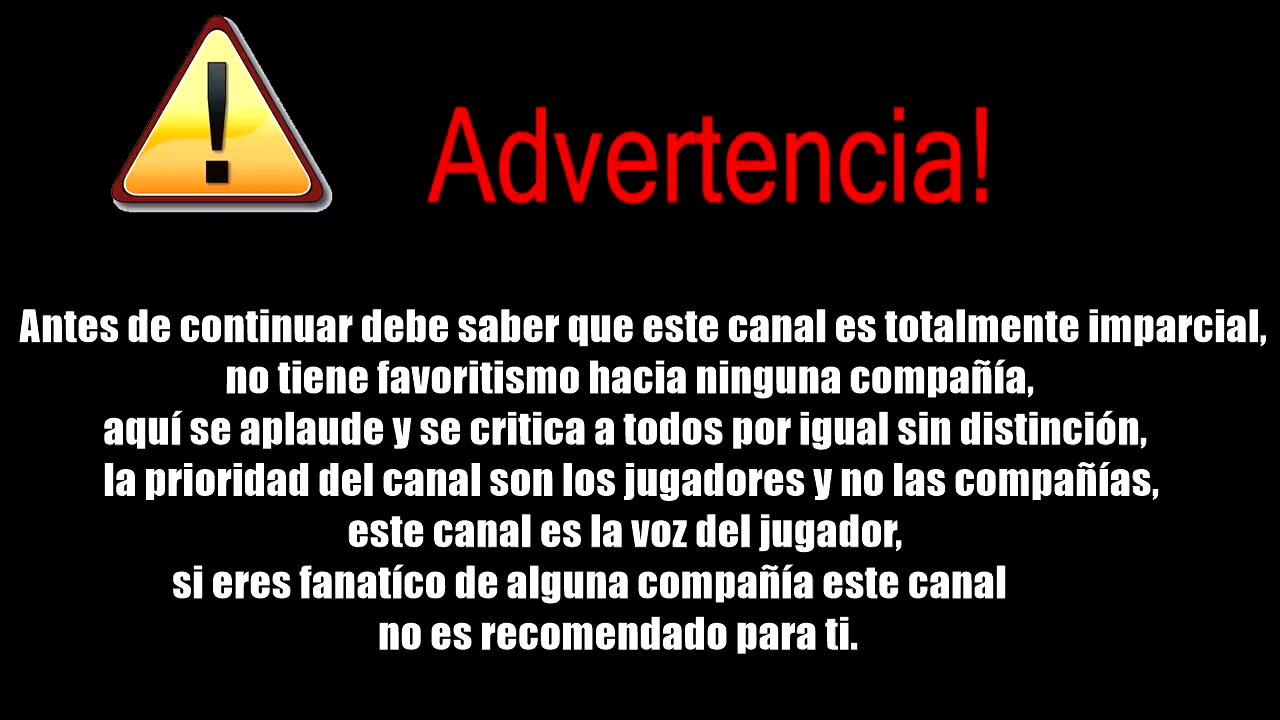 Advertencia!
Antes de continuar debe saber que este canal es totalmente imparcial,
no tiene favoritismo hacia ninguna compañía,
aquí se aplaude y se critica a todos por igual sin distinción,
la prioridad del canal son los jugadores y no las compañías,
este canal es la voz del jugador,
si eres fanatíco de alguna compañía este canal
no es recomendado para ti.